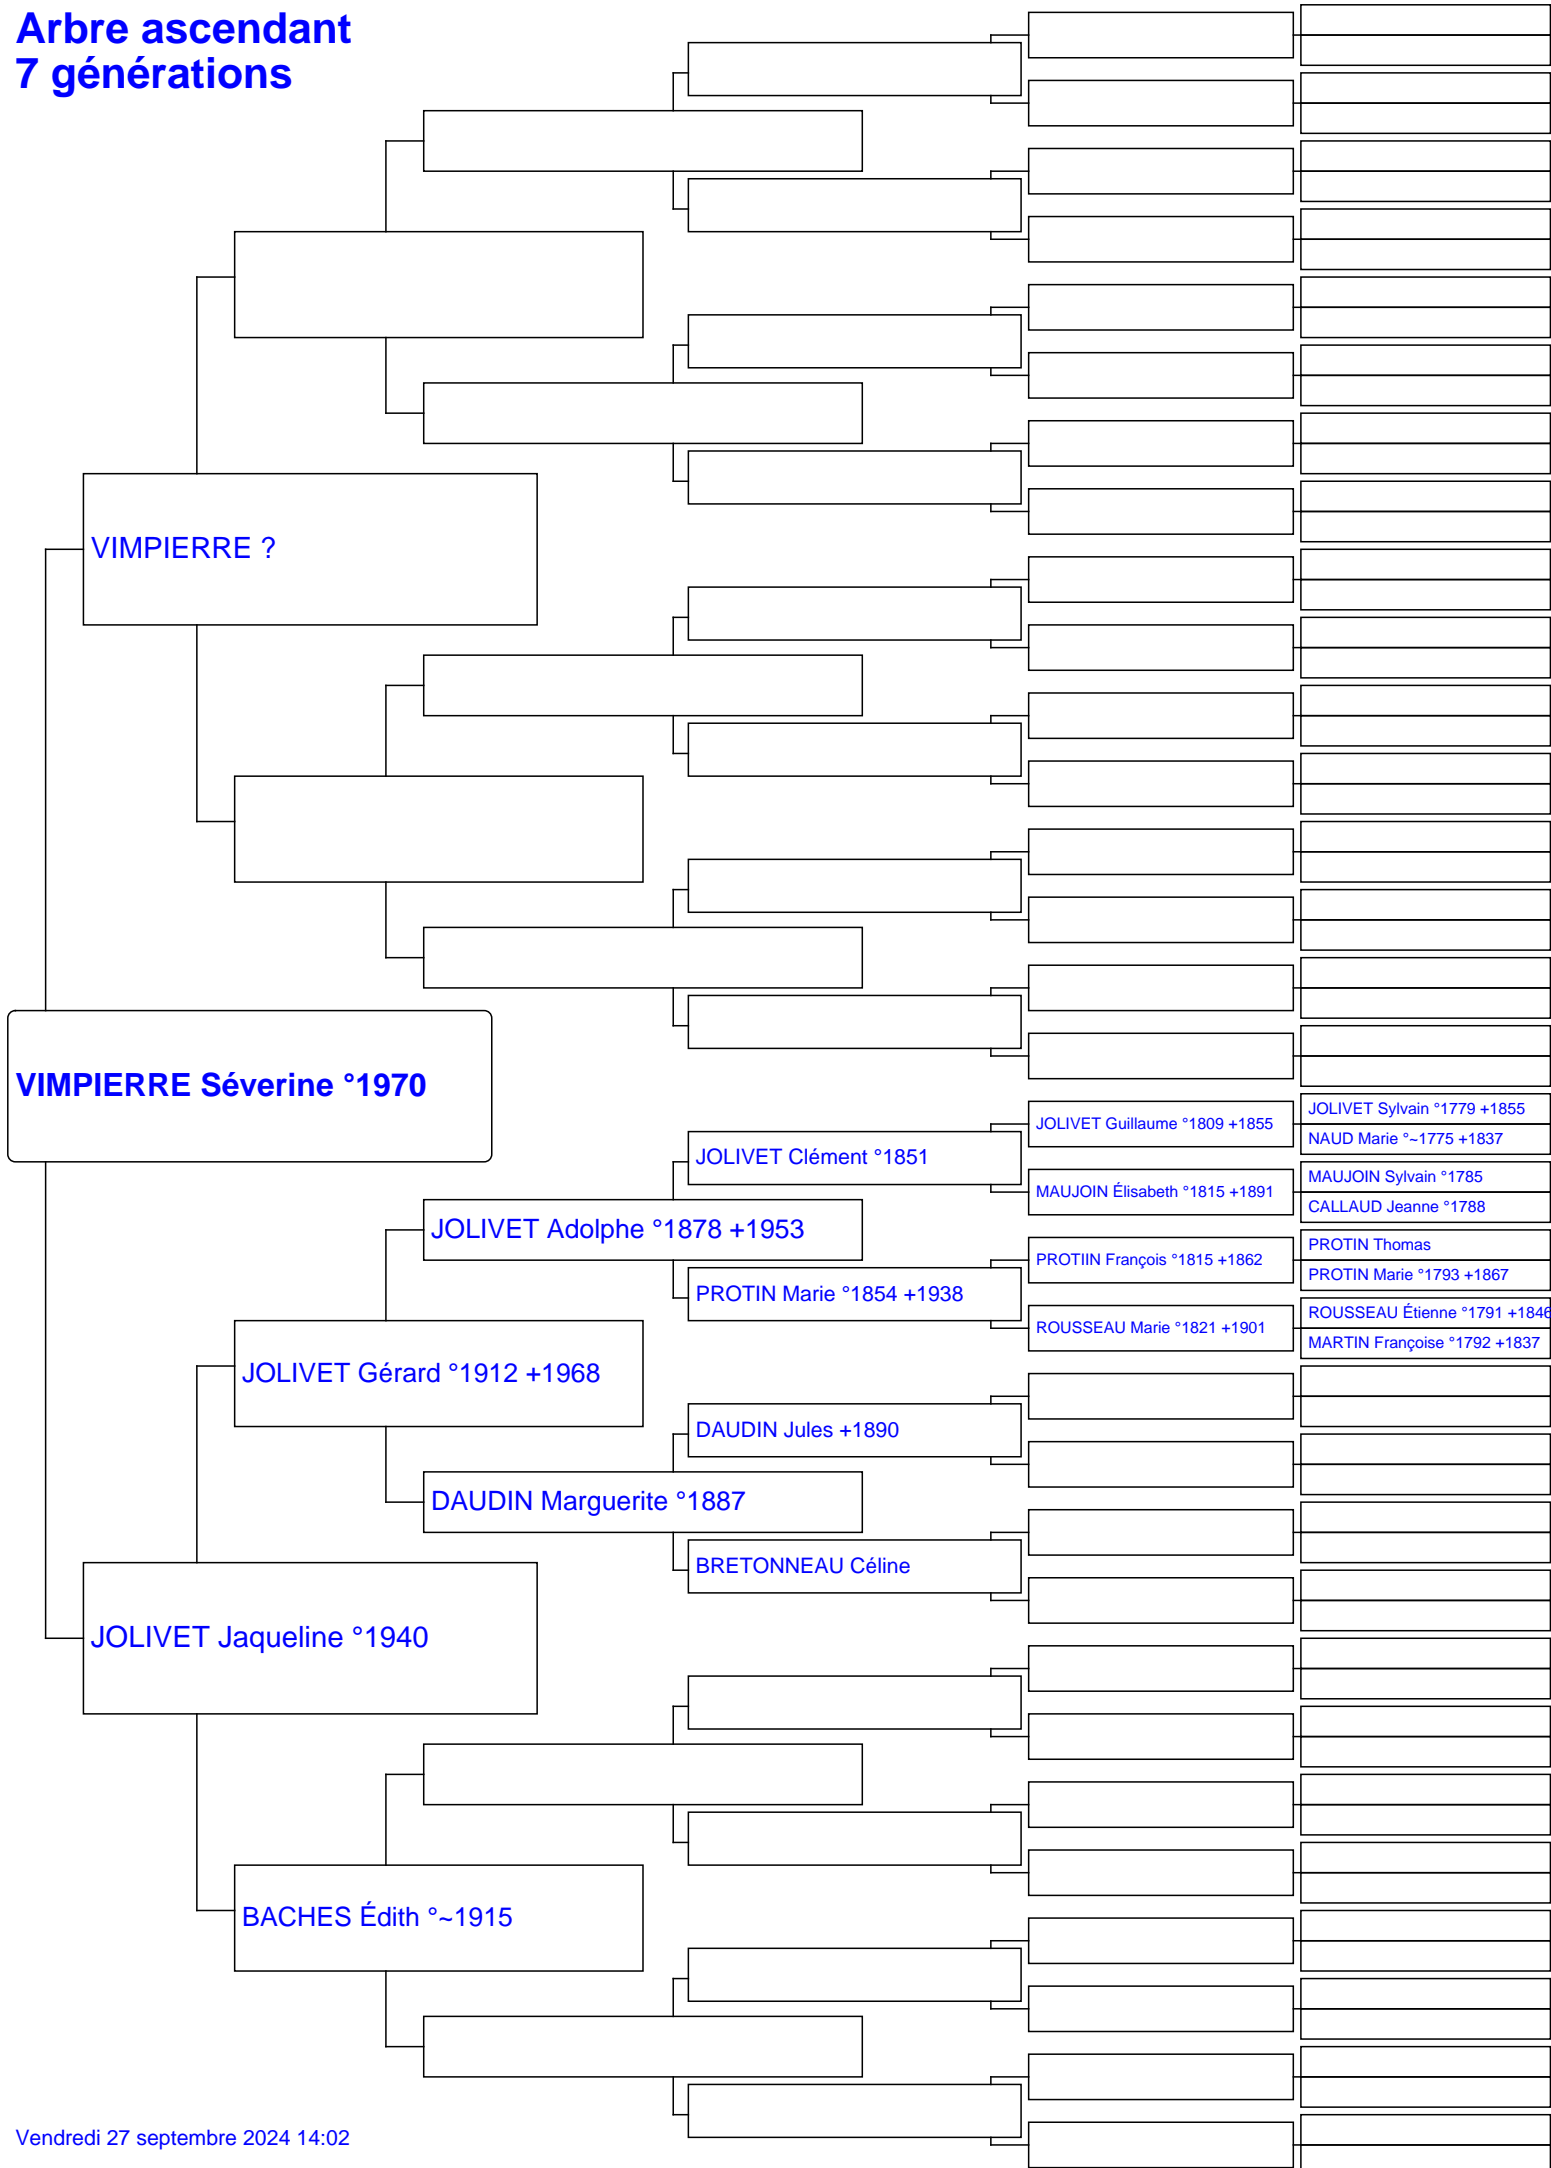 Arbre ascendant
7 générations
VIMPIERRE ?
VIMPIERRE Séverine °1970
JOLIVET Sylvain °1779 +1855
JOLIVET Guillaume °1809 +1855
NAUD Marie °~1775 +1837
JOLIVET Clément °1851
MAUJOIN Sylvain °1785
MAUJOIN Élisabeth °1815 +1891
CALLAUD Jeanne °1788
JOLIVET Adolphe °1878 +1953
PROTIN Thomas
PROTIIN François °1815 +1862
PROTIN Marie °1793 +1867
PROTIN Marie °1854 +1938
ROUSSEAU Étienne °1791 +1846
ROUSSEAU Marie °1821 +1901
MARTIN Françoise °1792 +1837
JOLIVET Gérard °1912 +1968
DAUDIN Jules +1890
DAUDIN Marguerite °1887
BRETONNEAU Céline
JOLIVET Jaqueline °1940
BACHES Édith °~1915
Vendredi 27 septembre 2024 14:02